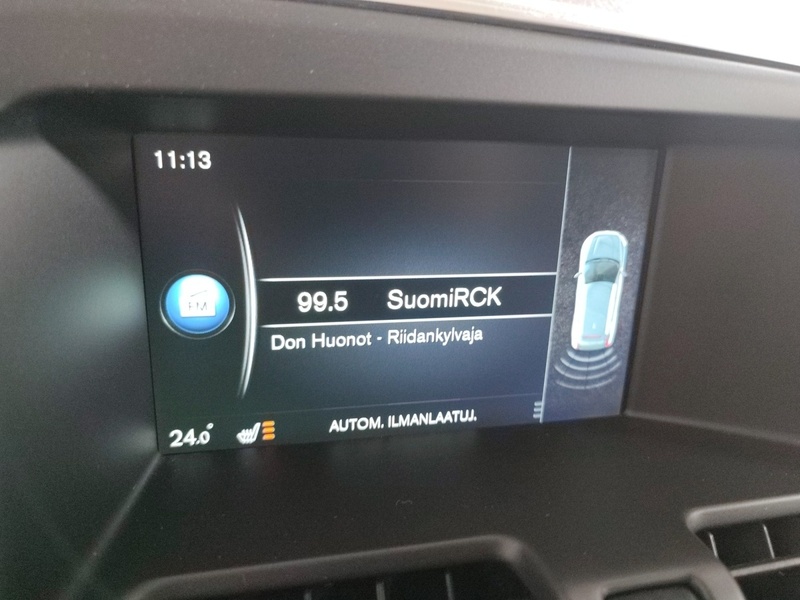 11:13
FM
99.5 SuomiRCK
Don Huonot - Riidankylvaja
24.0°
AUTOM. ILMANLAATUJ.